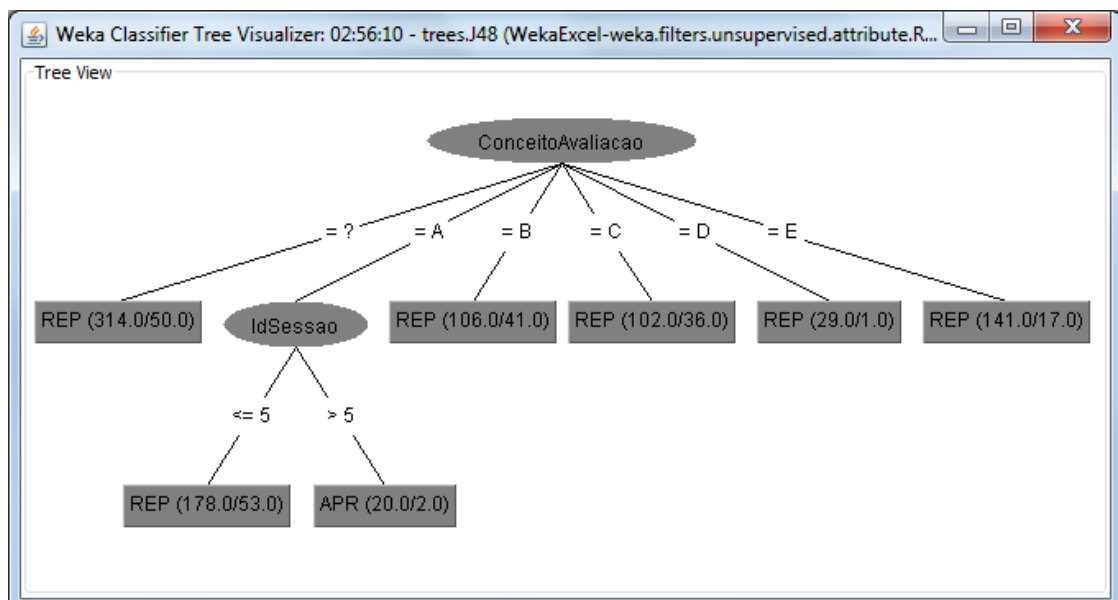 Weka Classifier Tree Visualizer: 02:56:10 - trees.J48 (WekaExcel-weka.filters.unsupervised.attribute.R...
Tree View
ConceitoAvaliacao
= ? = A = B = C = D = E
REP (314.0/50.0) IdSessao REP (106.0/41.0) REP (102.0/36.0) REP (29.0/1.0) REP (141.0/17.0)
<= 5 > 5
REP (178.0/53.0) APR (20.0/2.0)